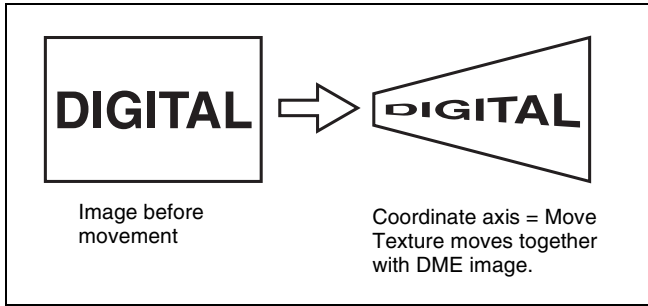 DIGITAL
DIGITAL
Image before
movement
Coordinate axis = Move
Texture moves together
with DME image.